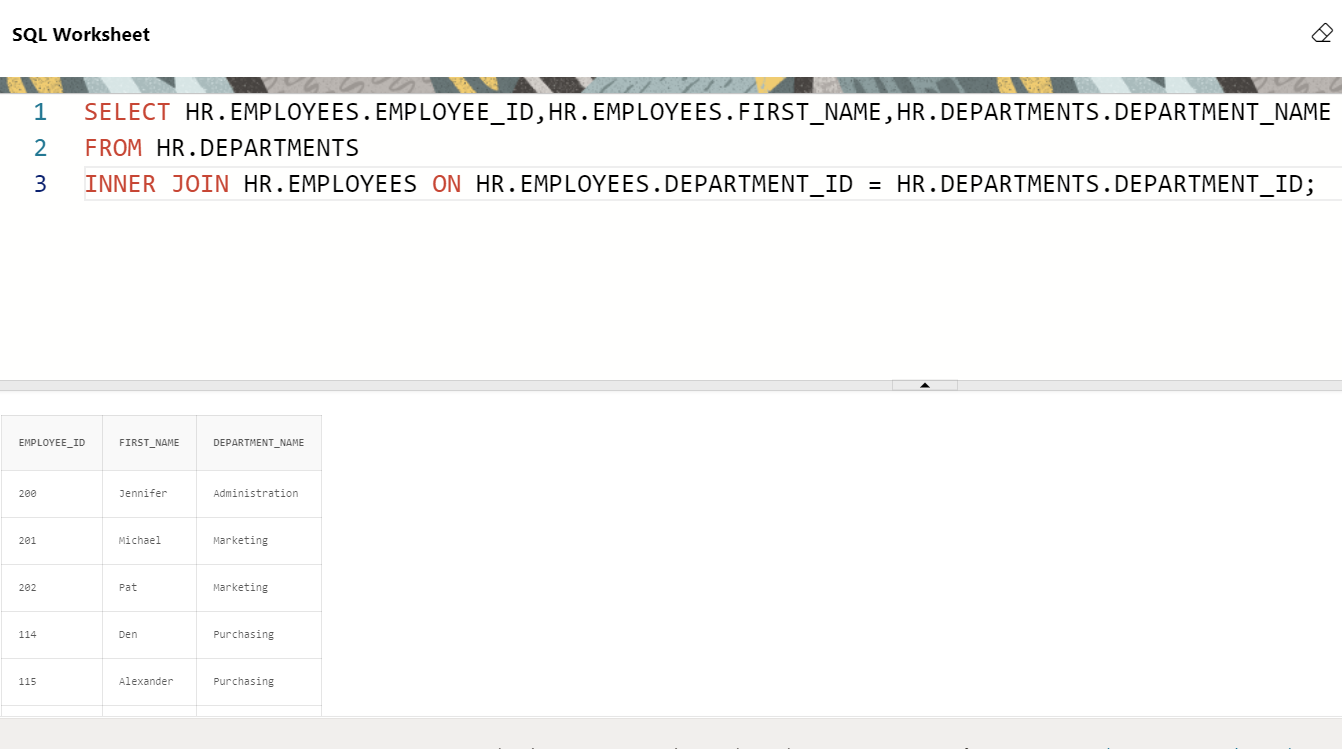 SQL Worksheet
1 SELECT HR.EMPLOYEES.EMPLOYEE_ID,HR.EMPLOYEES.FIRST_NAME,HR.DEPARTMENTS.DEPARTMENT_NAME
2 FROM HR.DEPARTMENTS
3 INNER JOIN HR.EMPLOYEES ON HR.EMPLOYEES.DEPARTMENT_ID = HR.DEPARTMENTS.DEPARTMENT_ID;
EMPLOYEE_ID FIRST_NAME DEPARTMENT_NAME
200 Jennifer Administration
201 Michael Marketing
202 Pat Marketing
114 Den Purchasing
115 Alexander Purchasing